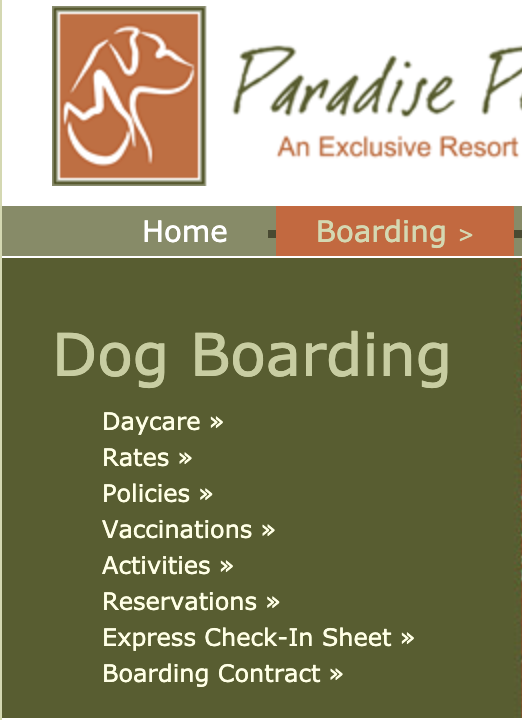 Paradise
An Exclusive Resort
Home Boarding >
Dog Boarding
Daycare »
Rates »
Policies »
Vaccinations »
Activities »
Reservations »
Express Check-In Sheet »
Boarding Contract »